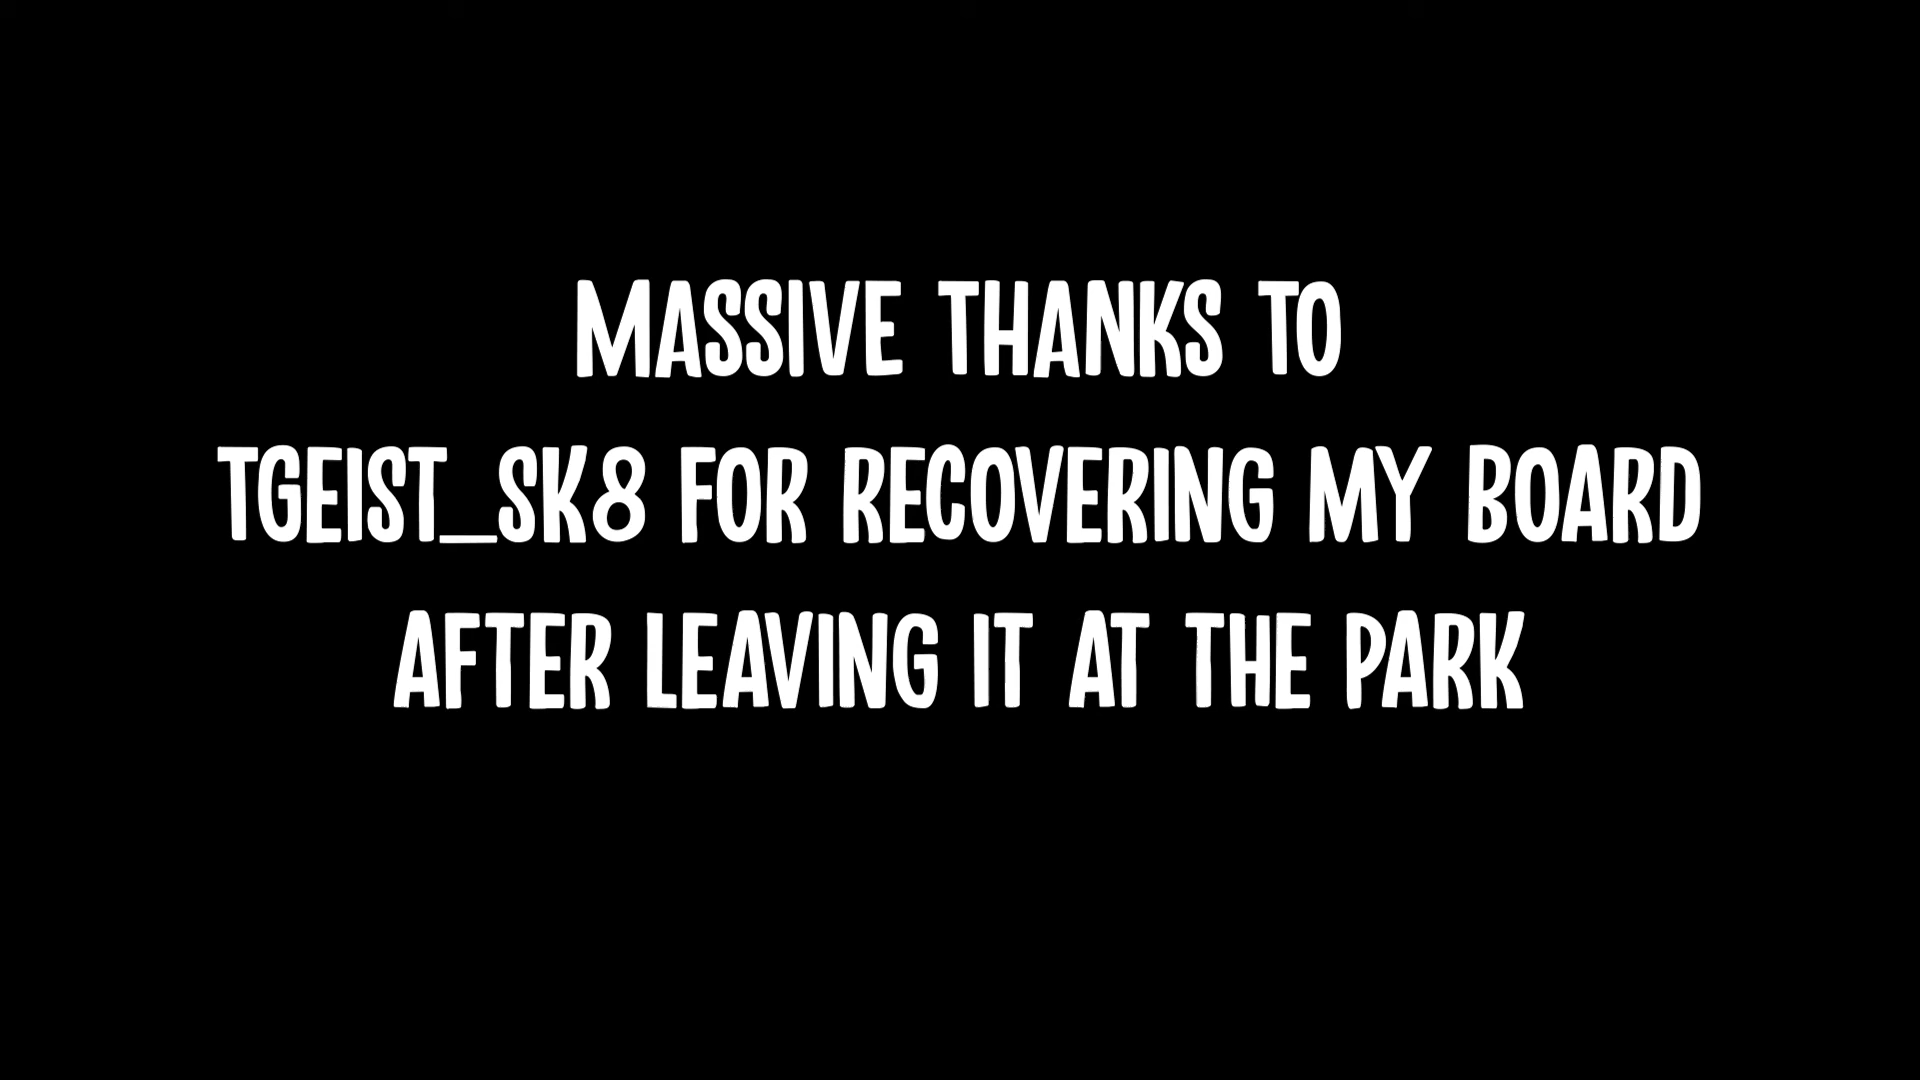 MASSIVE THANKS TO
TGEIST_SK8 FOR RECOVERING MY BOARD
AFTER LEAVING IT AT THE PARK